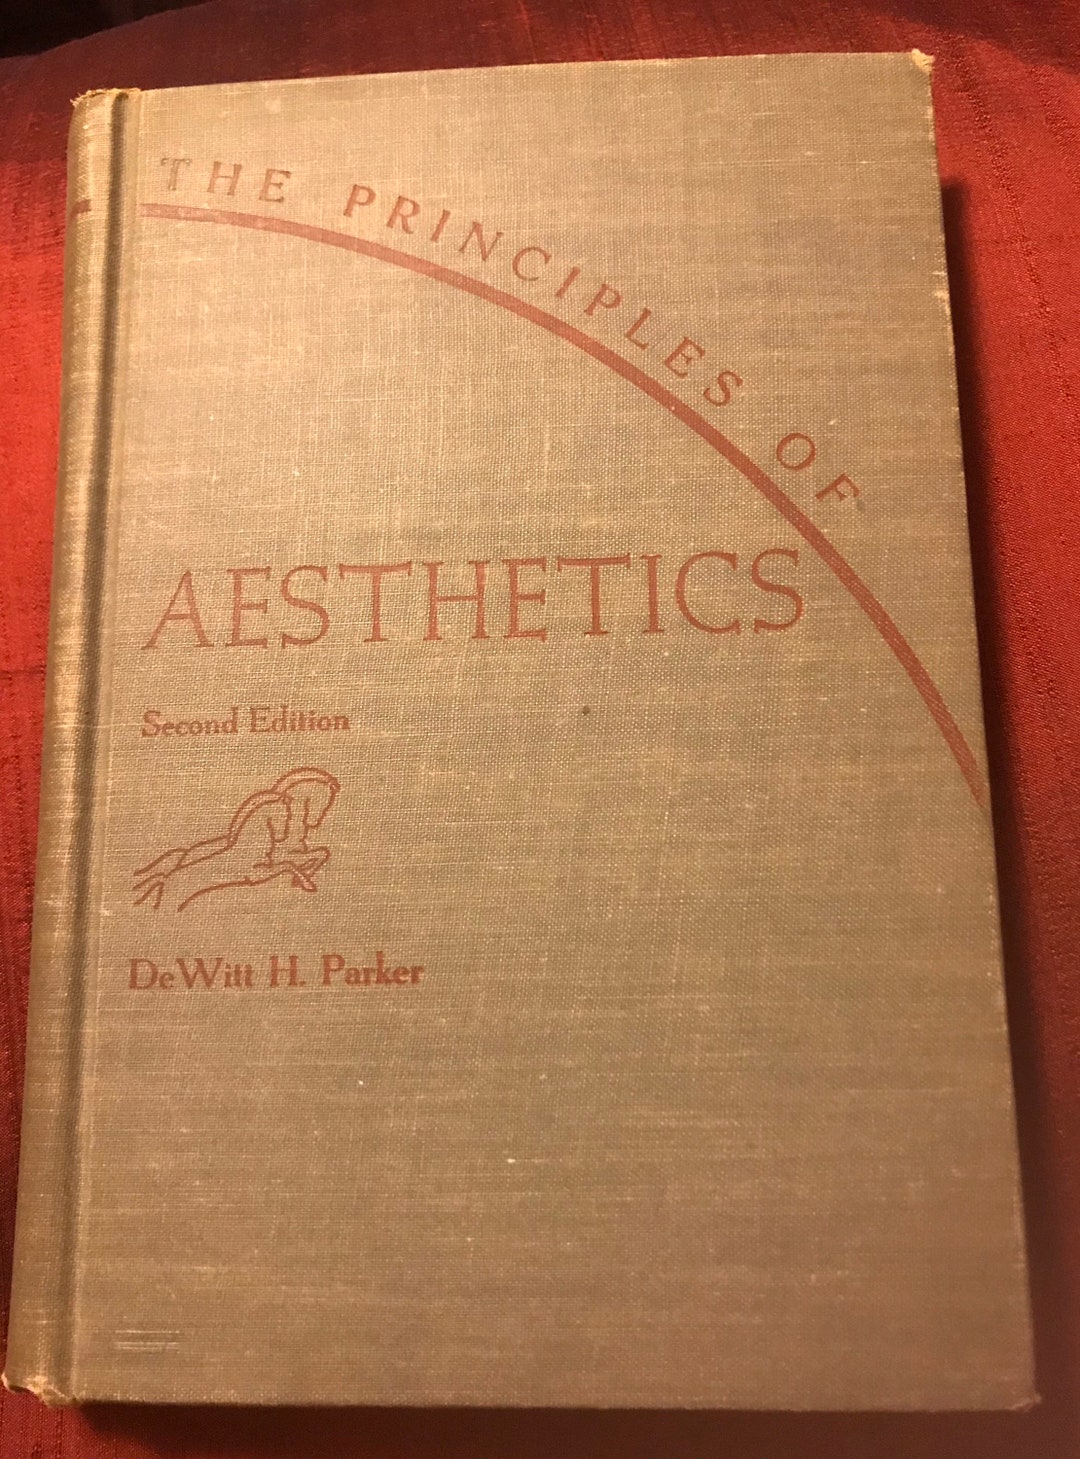 THE PRINCIPLES OF
AESTHETICS
Second Edition
DeWitt H. Parker